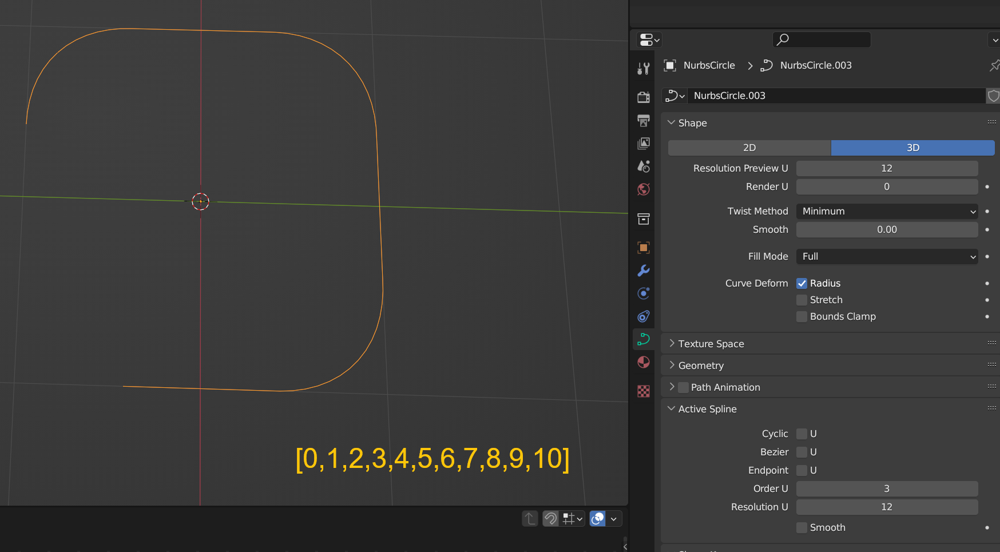 NurbsCircle
NurbsCircle.003
NurbsCircle.003
Shape
2D
3D
Resolution Preview U
12
Render U
0
Twist Method
Minimum
Smooth
0.00
Fill Mode
Full
Curve Deform
Radius
Stretch
Bounds Clamp
Texture Space
Geometry
Path Animation
Active Spline
Cyclic
U
Bezier
U
Endpoint
U
Order U
3
Resolution U
12
Smooth
[0,1,2,3,4,5,6,7,8,9,10]